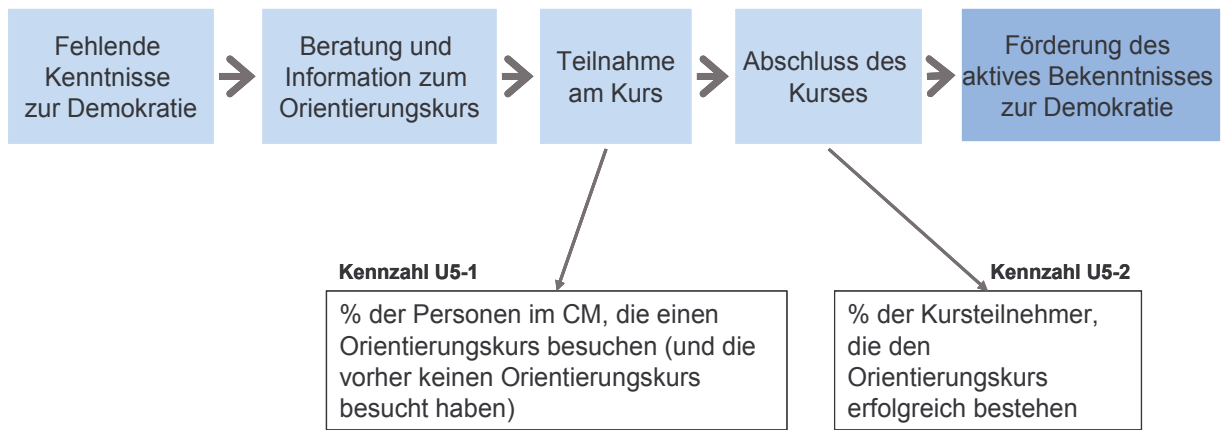 Fehlende
Kenntnisse
zur Demokratie
Beratung und
Information zum
Orientierungskurs
Teilnahme
am Kurs
Abschluss des
Kurses
Förderung des
aktives Bekenntnisses
zur Demokratie
Kennzahl U5-1
% der Personen im CM, die einen
Orientierungskurs besuchen (und die
vorher keinen Orientierungskurs
besucht haben)
Kennzahl U5-2
% der Kursteilnehmer,
die den
Orientierungskurs
erfolgreich bestehen